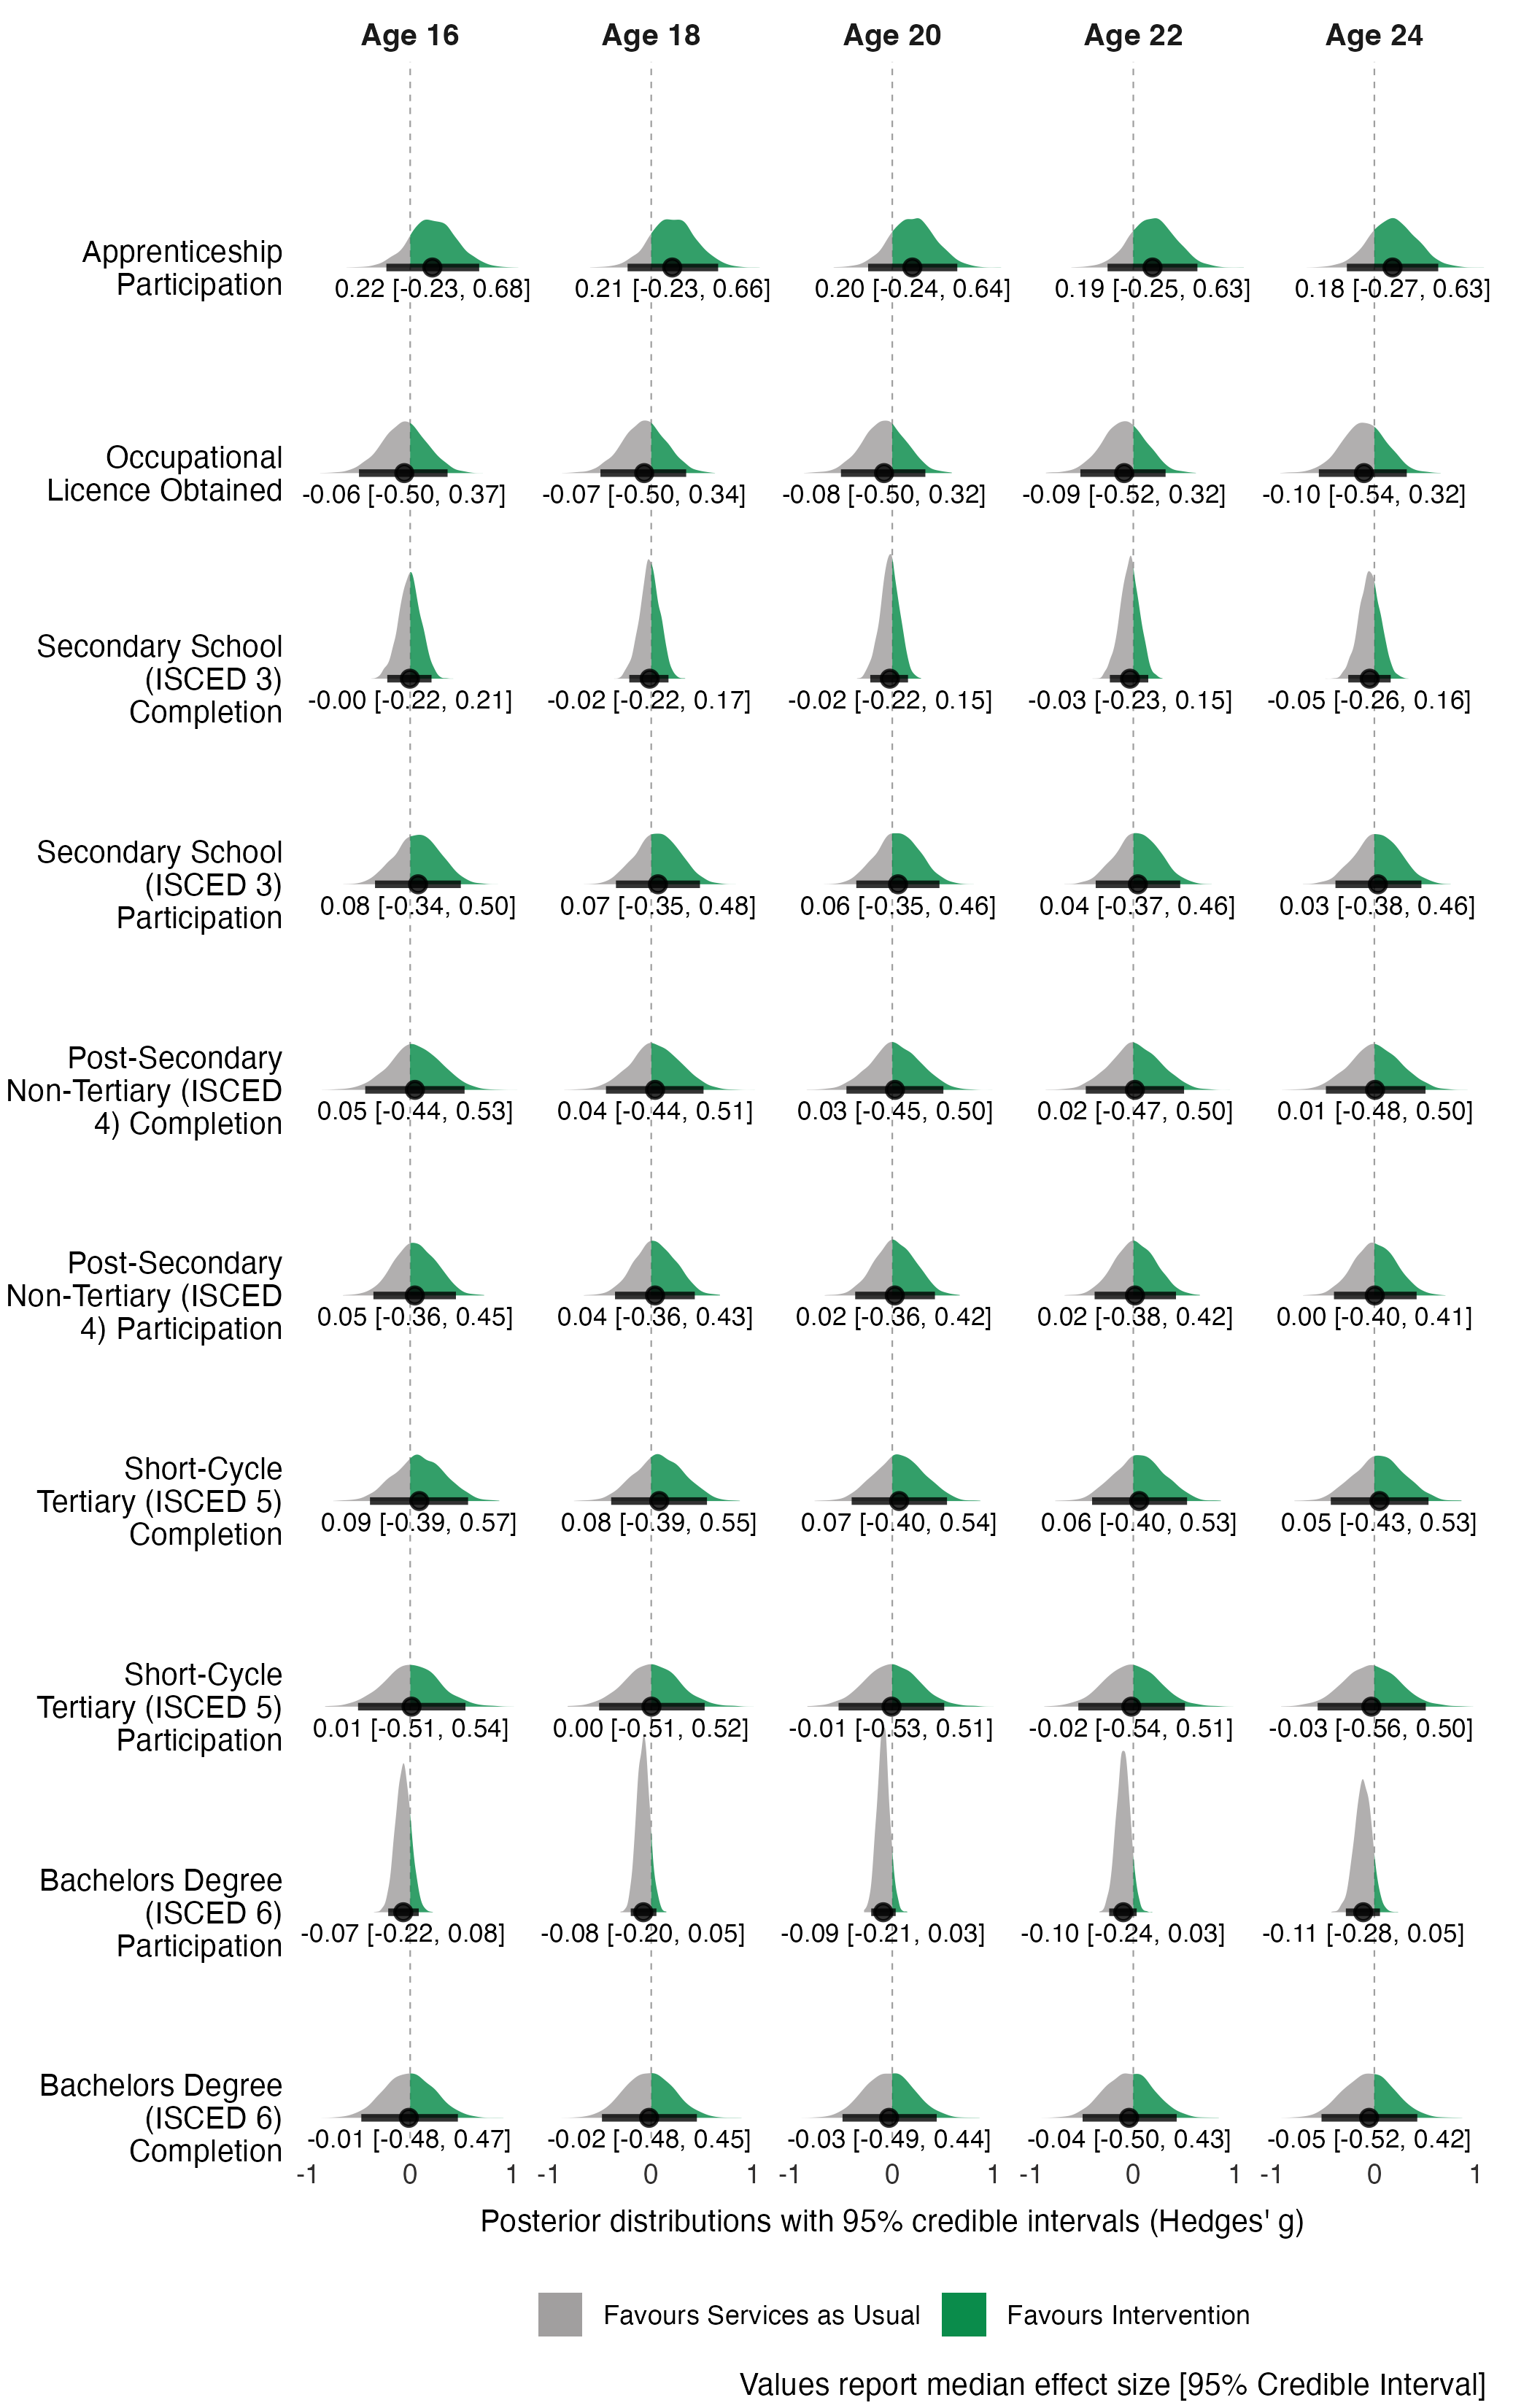 Age 16 Age 18 Age 20 Age 22 Age 24
Apprenticeship
Participation
0.22 [-0.23, 0.68] 0.21 [-0.23, 0.66] 0.20 [-0.24, 0.64] 0.19 [-0.25, 0.63] 0.18 [-0.27, 0.63]
Occupational
Licence Obtained
-0.06 [-0.50, 0.37] -0.07 [-0.50, 0.34] -0.08 [-0.50, 0.32] -0.09 [-0.52, 0.32] -0.10 [-0.54, 0.32]
Secondary School
(ISCED 3)
Completion
-0.00 [-0.22, 0.21] -0.02 [-0.22, 0.17] -0.02 [-0.22, 0.15] -0.03 [-0.23, 0.15] -0.05 [-0.26, 0.16]
Secondary School
(ISCED 3)
Participation
0.08 [-0.34, 0.50] 0.07 [-0.35, 0.48] 0.06 [-0.35, 0.46] 0.04 [-0.37, 0.46] 0.03 [-0.38, 0.46]
Post-Secondary
Non-Tertiary (ISCED
4) Completion
0.05 [-0.44, 0.53] 0.04 [-0.44, 0.51] 0.03 [-0.45, 0.50] 0.02 [-0.47, 0.50] 0.01 [-0.48, 0.50]
Post-Secondary
Non-Tertiary (ISCED
4) Participation
0.05 [-0.36, 0.45] 0.04 [-0.36, 0.43] 0.02 [-0.36, 0.42] 0.02 [-0.38, 0.42] 0.00 [-0.40, 0.41]
Short-Cycle
Tertiary (ISCED 5)
Completion
0.09 [-0.39, 0.57] 0.08 [-0.39, 0.55] 0.07 [-0.40, 0.54] 0.06 [-0.40, 0.53] 0.05 [-0.43, 0.53]
Short-Cycle
Tertiary (ISCED 5)
Participation
0.01 [-0.51, 0.54] 0.00 [-0.51, 0.52] -0.01 [-0.53, 0.51] -0.02 [-0.54, 0.51] -0.03 [-0.56, 0.50]
Bachelors Degree
(ISCED 6)
Participation
-0.07 [-0.22, 0.08] -0.08 [-0.20, 0.05] -0.09 [-0.21, 0.03] -0.10 [-0.24, 0.03] -0.11 [-0.28, 0.05]
Bachelors Degree
(ISCED 6)
Completion
-0.01 [-0.48, 0.47] -0.02 [-0.48, 0.45] -0.03 [-0.49, 0.44] -0.04 [-0.50, 0.43] -0.05 [-0.52, 0.42]
-1 0 1 -1 0 1 -1 0 1 -1 0 1 -1 0 1
Posterior distributions with 95% credible intervals (Hedges' g)
Favours Services as Usual Favours Intervention
Values report median effect size [95% Credible Interval]